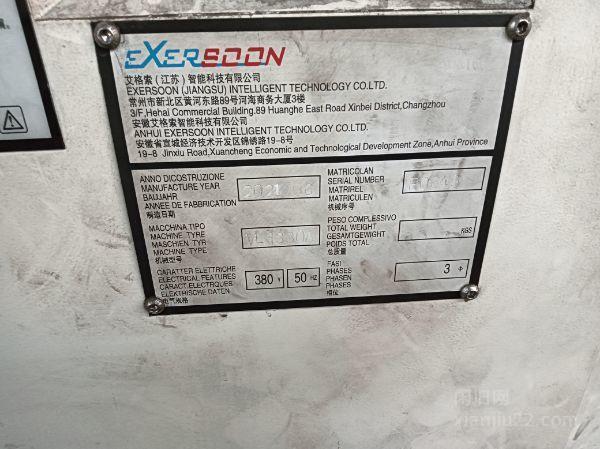 EXERSOON
艾格索（江苏）智能科技有限公司
EXERSOON (JIANGSU) INTELLIGENT TECHNOLOGY CO.LTD.
常州市新北区黄河东路89号河海商务大厦3楼
3/F,Hehai Commercial Building.89 Huanghe East Road Xinbei District,Changzhou
安徽艾格索智能科技有限公司
ANHUI EXERSOON INTELLIGENT TECHNOLOGY CO.LTD.
安徽省宣城经济技术开发区锦绣路19-8号
19-8 Jinxiu Road,Xuancheng Economic and Technological Development Zone,Anhui Province
ANNO DICOSTRUZIONE
MANUFACTURE YEAR
BAUJAHR
ANNEE DE FABBRICATION
制造日期
MATRICOLAN
SERIAL NUMBER
MATRIREL
MATRICULEN
机械序号
MACCHINA TIPO
MACHINE TYRE
MASCHIEN TYR
MACHINE TYPE
机械型号
PESO COMPLESSIVO
TOTAL WEIGHT
GESAMTGEWIGHT
POIDS TOTAL
总质量
KGS
CARATTER ELETTRICHE
ELECTRICAL FEATURES
CARACT.ELECTRQUES
ELEKTRISCHE DATEN
电气规格
380 V
50 HZ
FASI
PHASES
PHASEN
PHASES
相位
3 Φ
闲旧网
xianjiu22.com